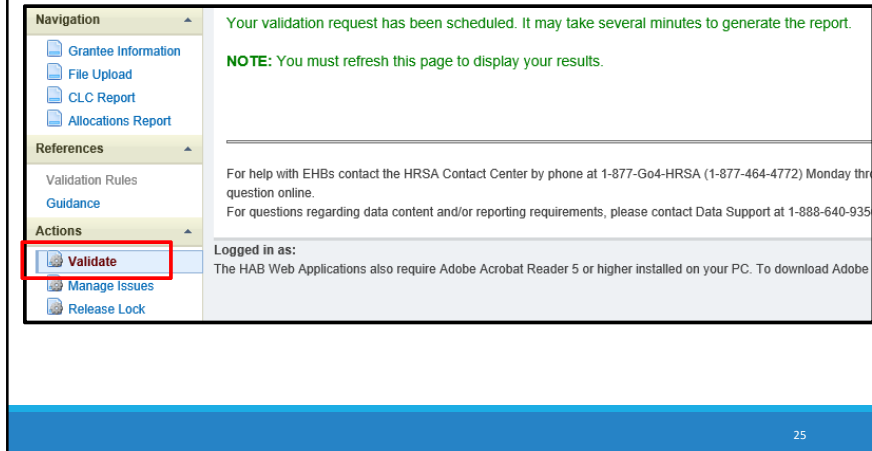 Navigation
Grantee Information
File Upload
CLC Report
Allocations Report
References
Validation Rules
Guidance
Actions
Validate
Manage Issues
Release Lock
Your validation request has been scheduled. It may take several minutes to generate the report.
NOTE: You must refresh this page to display your results.
For help with EHBs contact the HRSA Contact Center by phone at 1-877-Go4-HRSA (1-877-464-4772) Monday thr
question online.
For questions regarding data content and/or reporting requirements, please contact Data Support at 1-888-640-935
Logged in as:
The HAB Web Applications also require Adobe Acrobat Reader 5 or higher installed on your PC. To download Adobe
25